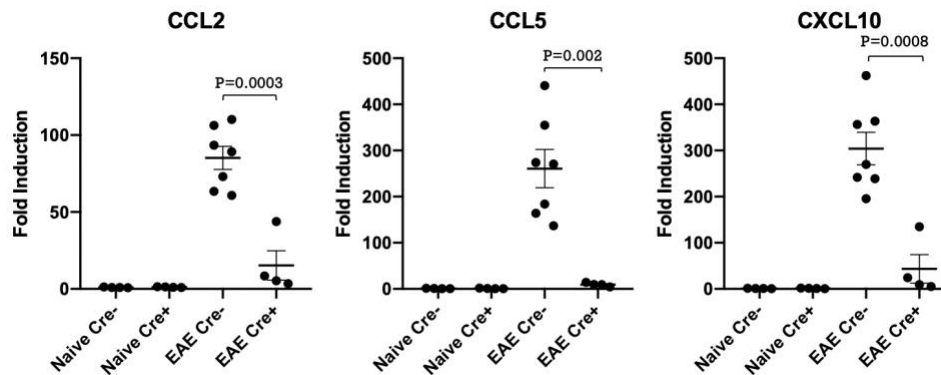 CCL2
P=0.0003
Fold Induction
150
100
50
0
Naive Cre-
Naive Cre+
EAE Cre-
EAE Cre+
CCL5
P=0.002
Fold Induction
500
400
300
200
100
0
Naive Cre-
Naive Cre+
EAE Cre-
EAE Cre+
CXCL10
P=0.0008
Fold Induction
500
400
300
200
100
0
Naive Cre-
Naive Cre+
EAE Cre-
EAE Cre+